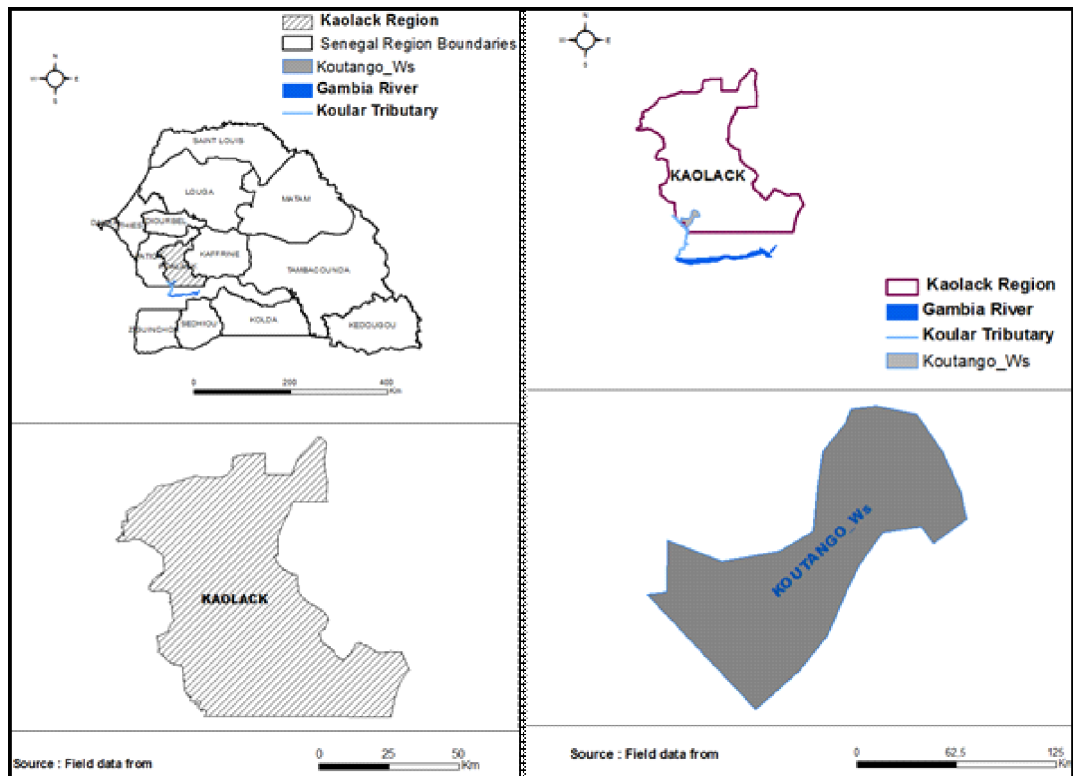 Kaolack Region
Senegal Region Boundaries
Koutango_Ws
Gambia River
Koular Tributary
N
W E
S
SAINT LOUIS
LOUGA
MATAM
DIOURBEL
KAFFRINE
TAMBACOUNDA
SEDHIOU
KOLDA
KEDOUGOU
0 200 400
Km
N
W E
S
KAOLACK
Kaolack Region
Gambia River
Koular Tributary
Koutango_Ws
KAOLACK
Source : Field data from
0 25 50
Km
KOUTANGO_Ws
Source : Field data from
0 62.5 125
Km